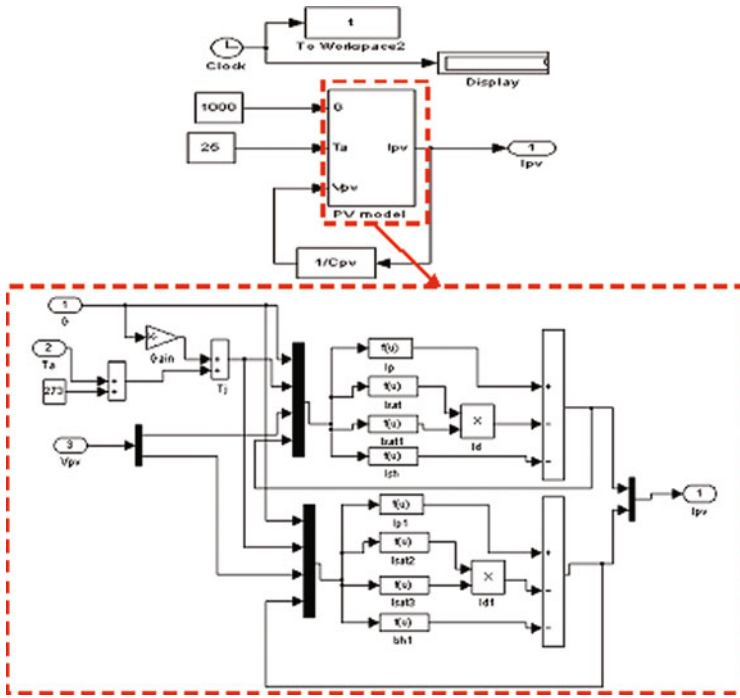 t
To Workspace2
Clock
Display
1000
G
25
Ta
Ipv
1
Ipv
Vpv
PV model
1/Cpv
1
G
2
Ta
Gain
273
Tj
3
Vpv
f(u)
Ip
f(u)
Isat
f(u)
Isat1
f(u)
Ish
×
Id
+
-
-
f(u)
Ip1
f(u)
Isat2
f(u)
Isat3
f(u)
Ish1
×
Id1
+
-
-
1
Ipv